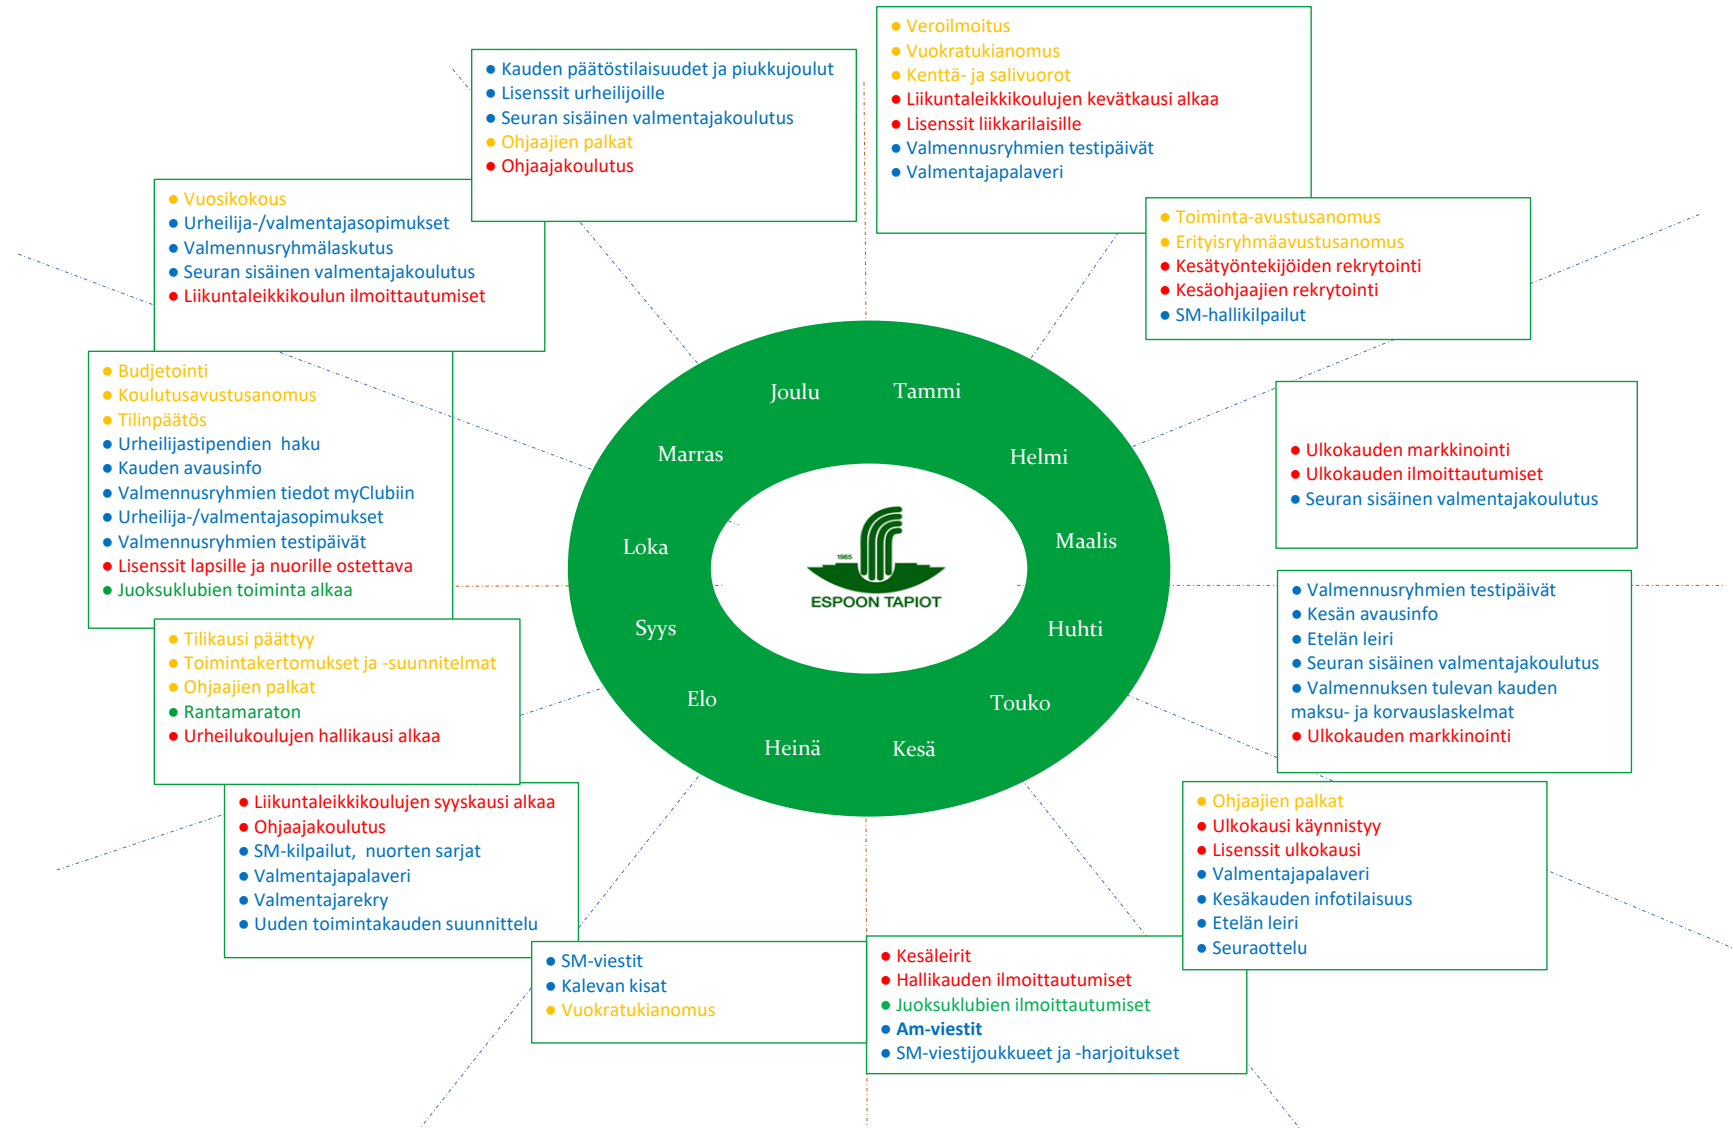 ● Veroilmoitus
● Vuokratukianomus
● Kenttä- ja salivuorot
● Liikuntaleikkikoulujen kevätkausi alkaa
● Lisenssit liikkarilaisille
● Valmennusryhmien testipäivät
● Valmentajapalaveri
● Toiminta-avustusanomus
● Erityisryhmäavustusanomus
● Kesätyöntekijöiden rekrytointi
● Kesäohjaajien rekrytointi
● SM-hallikilpailut
● Ulkokauden markkinointi
● Ulkokauden ilmoittautumiset
● Seuran sisäinen valmentajakoulutus
● Valmennusryhmien testipäivät
● Kesän avausinfo
● Etelän leiri
● Seuran sisäinen valmentajakoulutus
● Valmennuksen tulevan kauden
maksu- ja korvauslaskelmat
● Ulkokauden markkinointi
● Ohjaajien palkat
● Ulkokausi käynnistyy
● Lisenssit ulkokausi
● Valmentajapalaveri
● Kesäkauden infotilaisuus
● Etelän leiri
● Seuraottelu
● Kesäleirit
● Hallikauden ilmoittautumiset
● Juoksuklubien ilmoittautumiset
● Am-viestit
● SM-viestijoukkueet ja -harjoitukset
● SM-viestit
● Kalevan kisat
● Vuokratukianomus
● Liikuntaleikkikoulujen syyskausi alkaa
● Ohjaajakoulutus
● SM-kilpailut, nuorten sarjat
● Valmentajapalaveri
● Valmentajarekry
● Uuden toimintakauden suunnittelu
● Tilikausi päättyy
● Toimintakertomukset ja -suunnitelmat
● Ohjaajien palkat
● Rantamaraton
● Urheilukoulujen hallikausi alkaa
● Budjetointi
● Koulutusavustusanomus
● Tilinpäätös
● Urheilijastipendien haku
● Kauden avausinfo
● Valmennusryhmien tiedot myClubiin
● Urheilija-/valmentajasopimukset
● Valmennusryhmien testipäivät
● Lisenssit lapsille ja nuorille ostettava
● Juoksuklubien toiminta alkaa
● Vuosikokous
● Urheilija-/valmentajasopimukset
● Valmennusryhmälaskutus
● Seuran sisäinen valmentajakoulutus
● Liikuntaleikkikoulun ilmoittautumiset
● Kauden päätöstilaisuudet ja piukkujoulut
● Lisenssit urheilijoille
● Seuran sisäinen valmentajakoulutus
● Ohjaajien palkat
● Ohjaajakoulutus
Tammi
Helmi
Maalis
Huhti
Touko
Kesä
Heinä
Elo
Syys
Loka
Marras
Joulu
1965
ESPOON TAPIOT